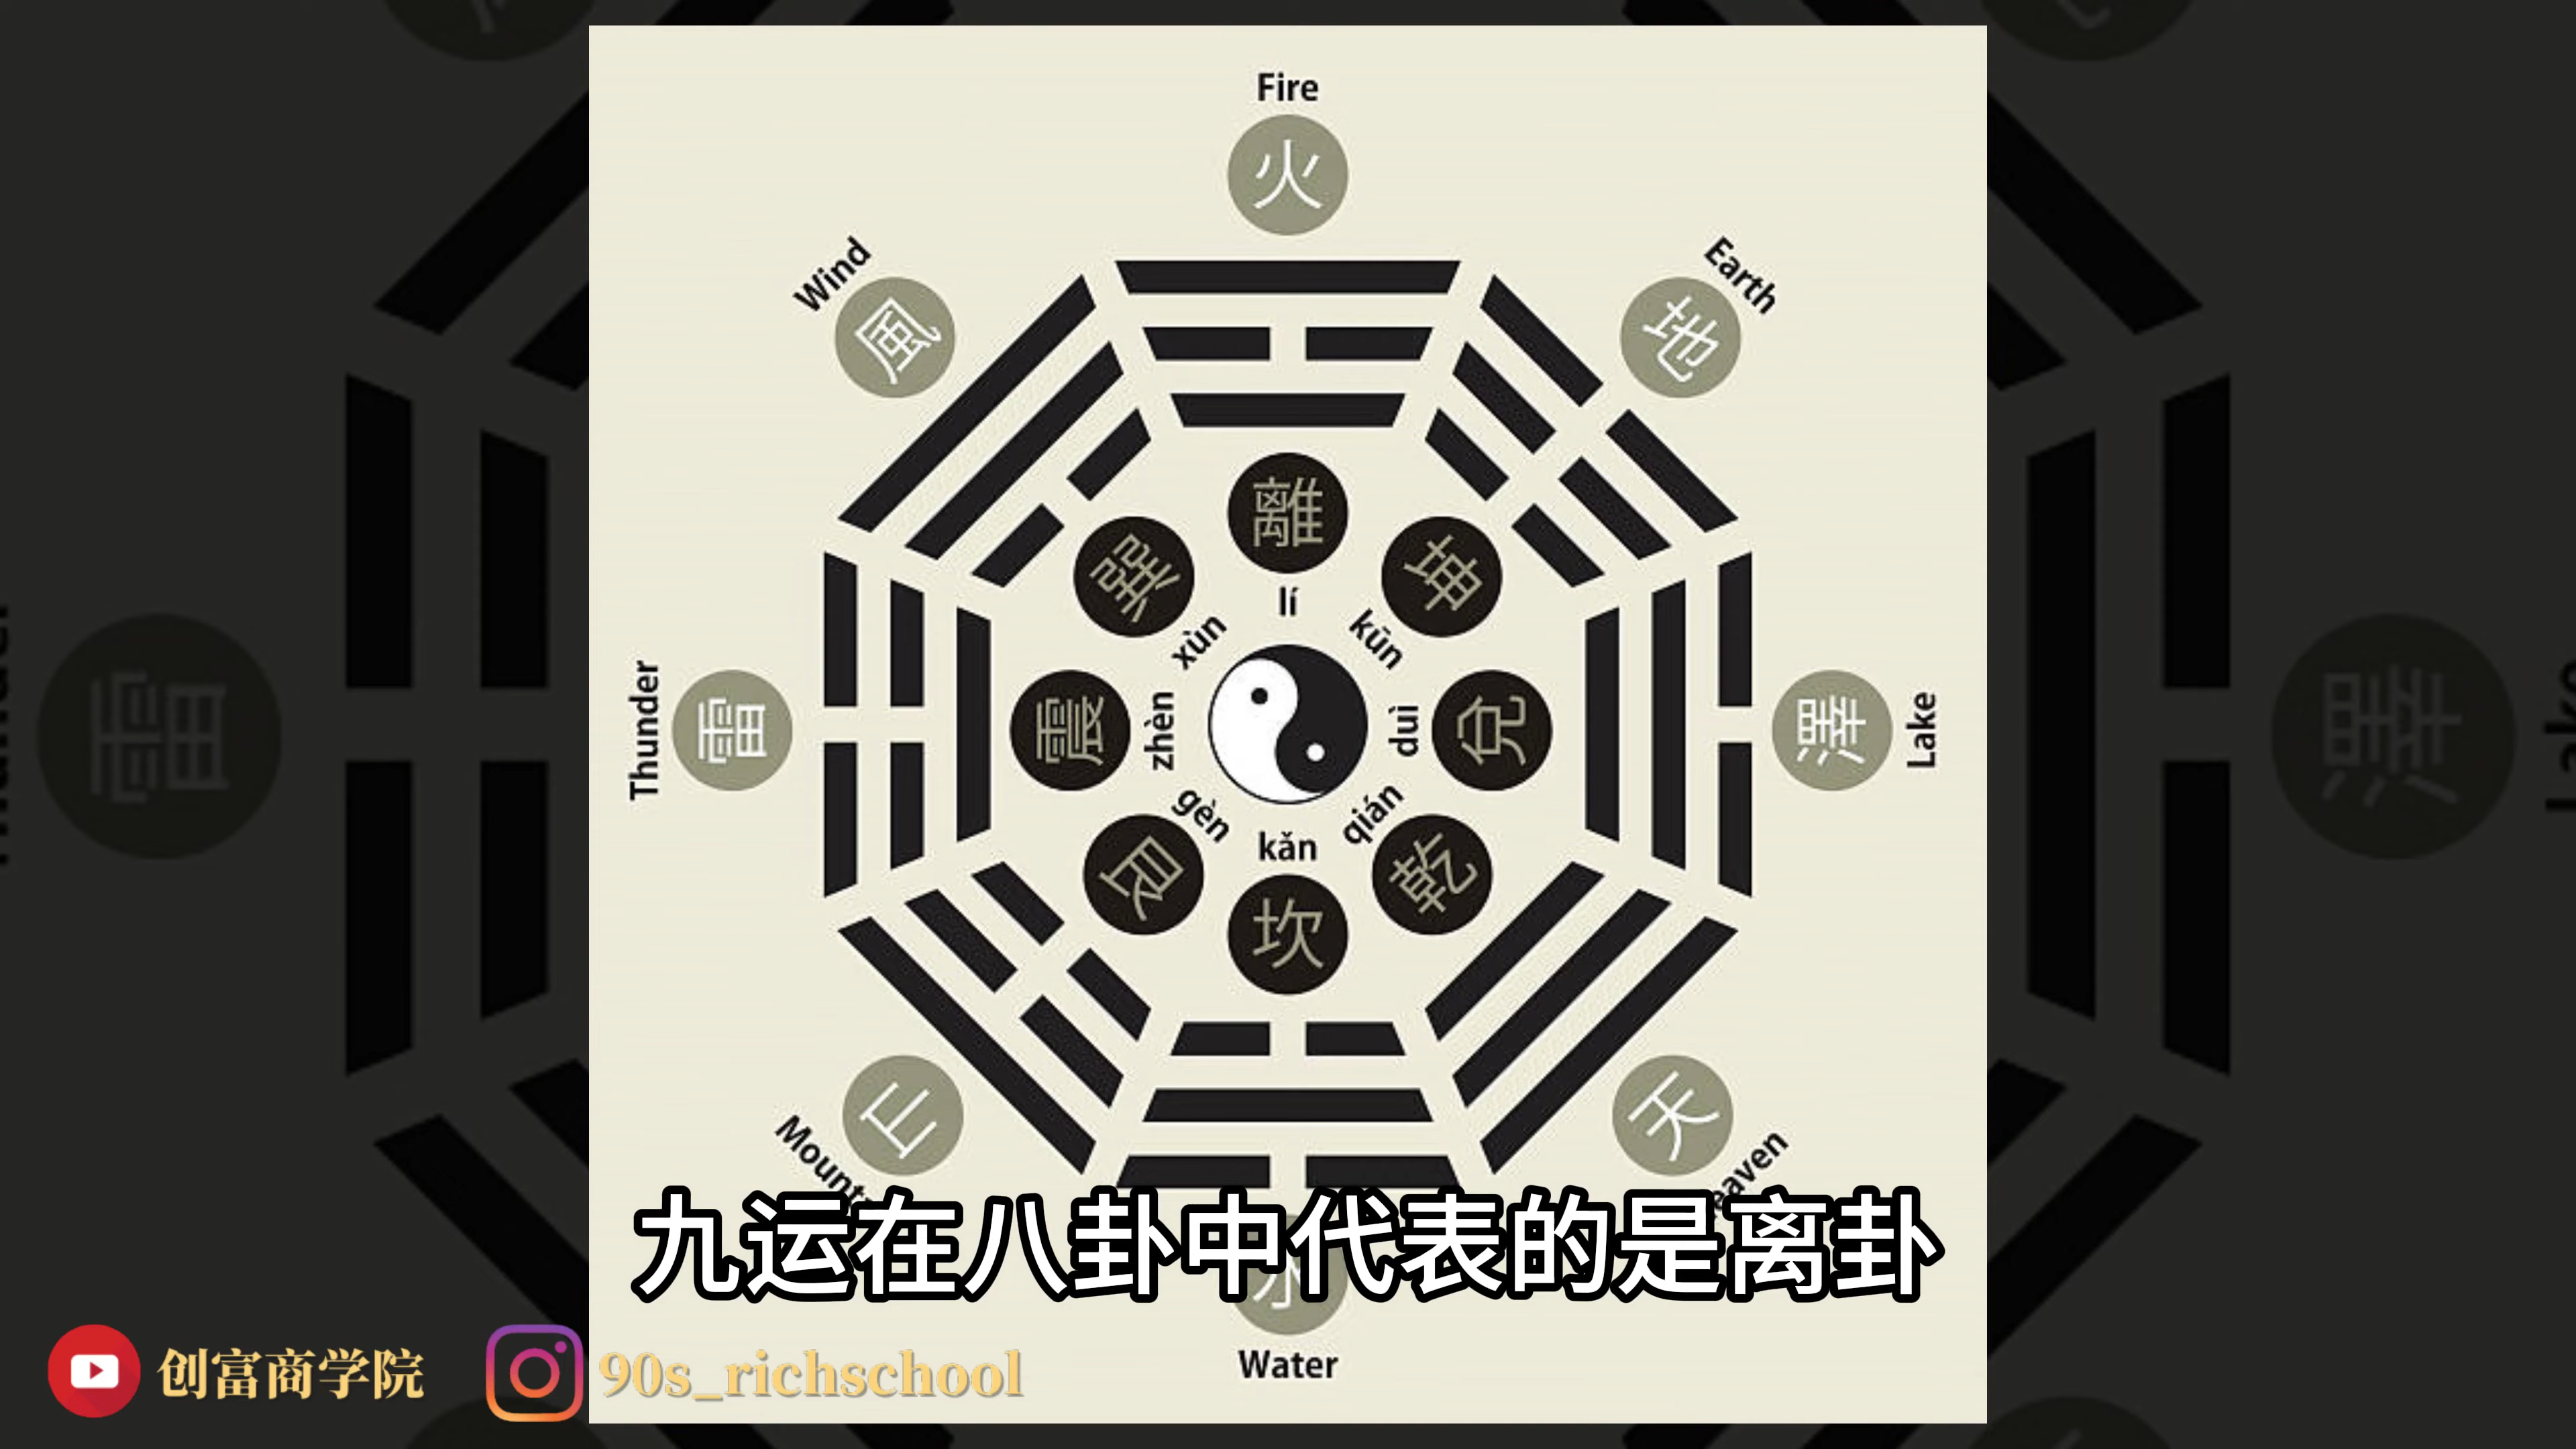 Fire
火
Wind
風
Earth
地
離
lí
巽
xùn
坤
kūn
Thunder
雷
震
zhèn
duì
兌
澤
Lake
gèn
艮
kǎn
坎
qián
乾
山
天
九运在八卦中代表的是离卦
水
Water
创富商学院
90s_richschool